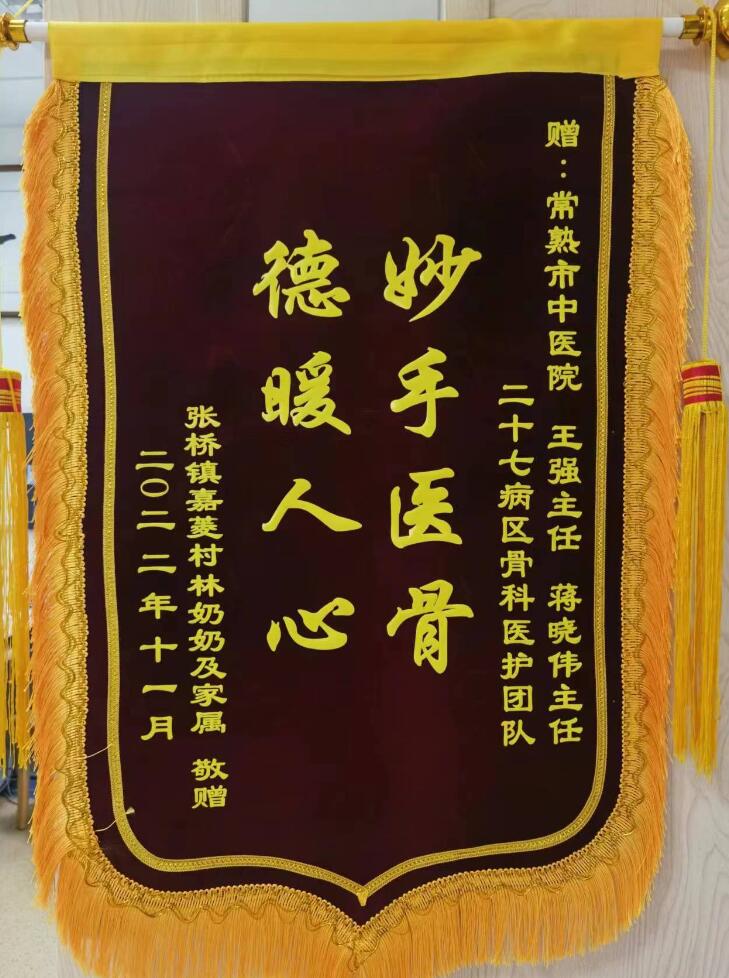 赠：常熟市中医院 王强主任 蒋晓伟主任
二十七病区骨科医护团队
妙手医骨
德暖人心
张桥镇嘉菱村林奶奶及家属 敬赠
二〇二二年十一月